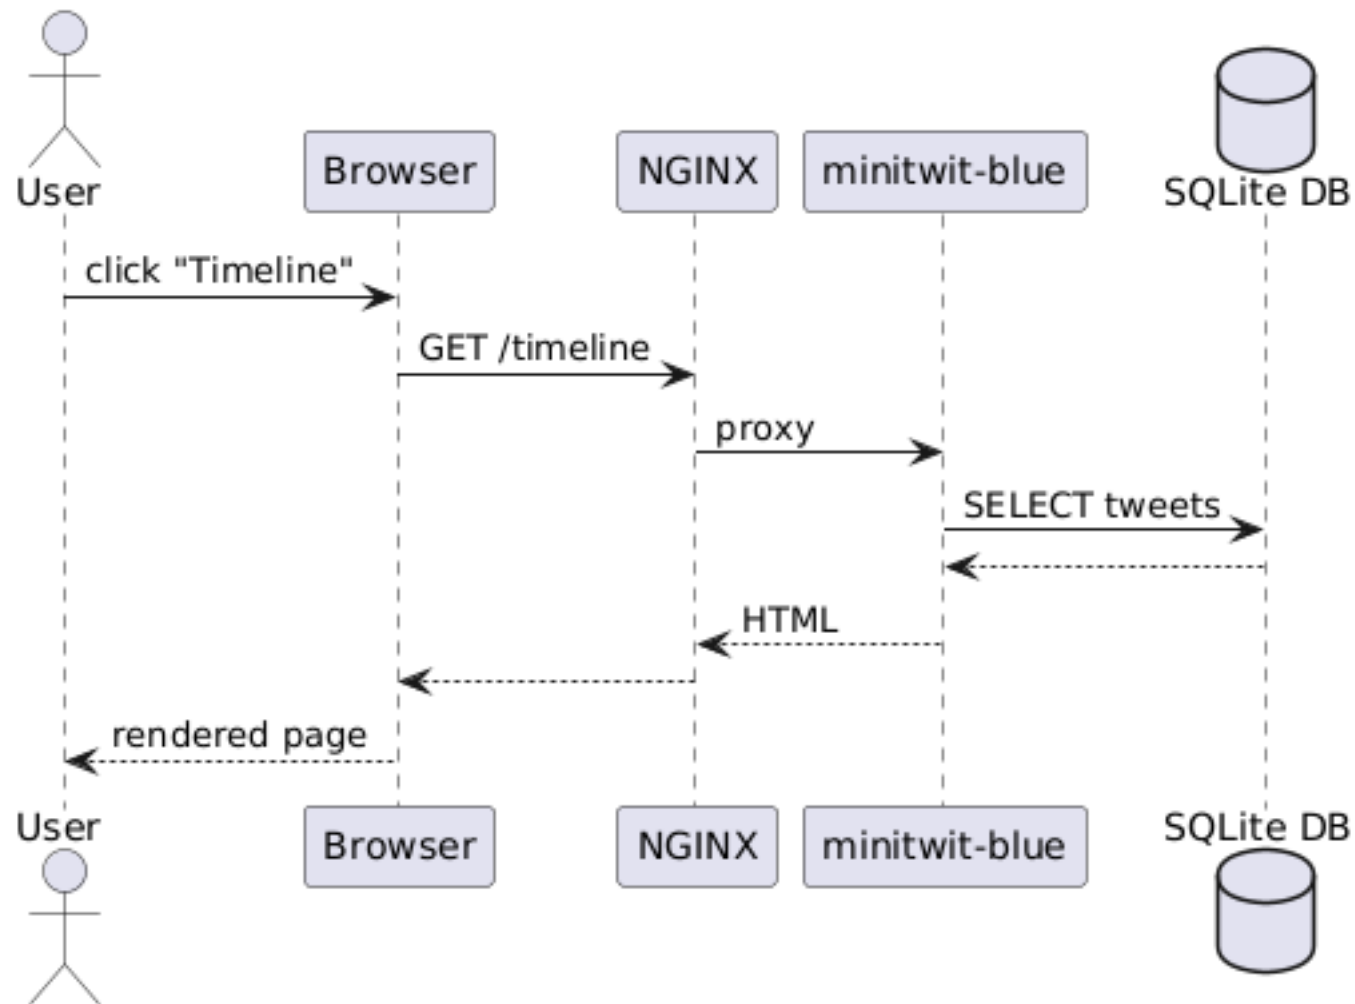 User
Browser
NGINX
minitwit-blue
SQLite DB
click "Timeline"
GET /timeline
proxy
SELECT tweets
HTML
rendered page
User
Browser
NGINX
minitwit-blue
SQLite DB